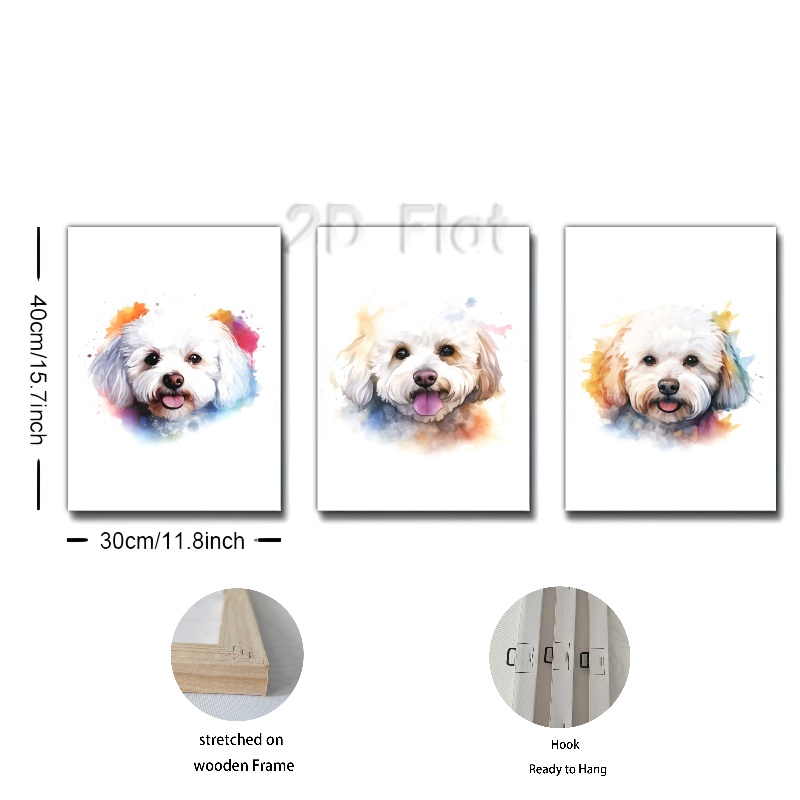 2D Flat
40cm/15.7inch
30cm/11.8inch
stretched on
wooden Frame
Hook
Ready to Hang